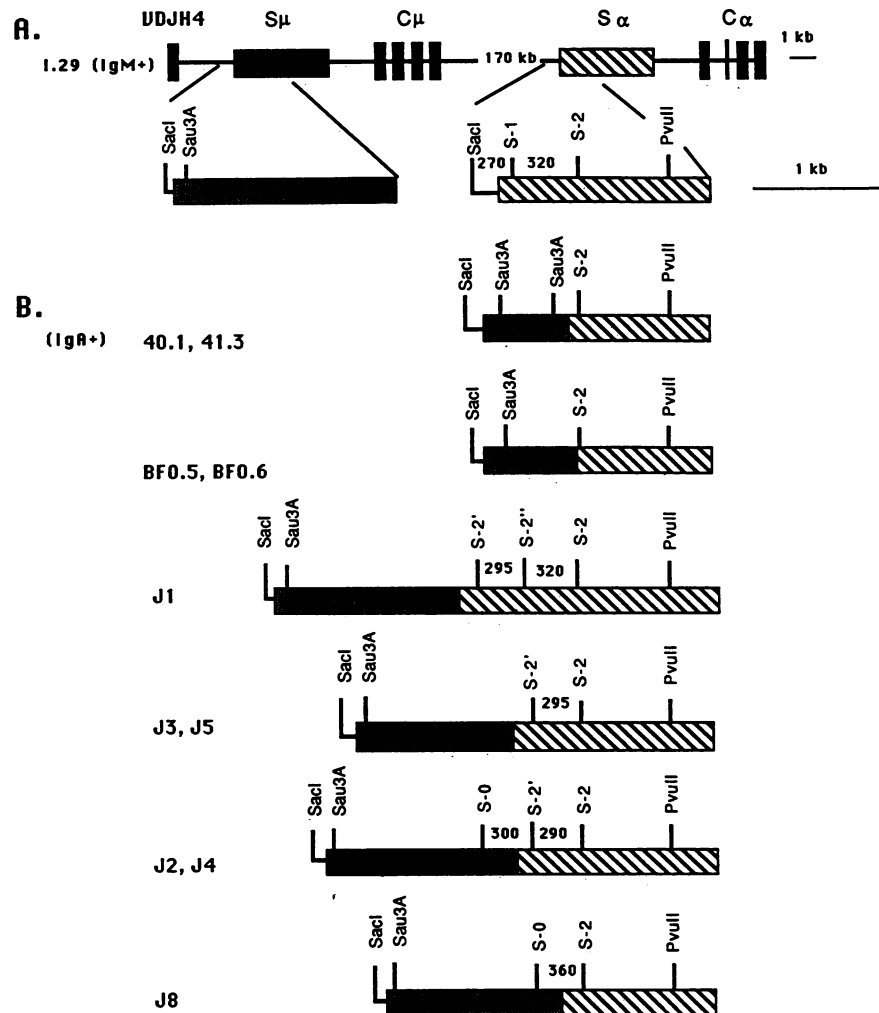 A.
VDJH4 Sμ Cμ Sα Cα
I.29 (IgM+) 170 kb 1 kb
SacI Sau3A SacI S-1 S-2 PvuII
270 320 1 kb
B.
(IgA+) 40.1, 41.3
SacI Sau3A Sau3A S-2 PvuII
BF0.5, BF0.6
SacI Sau3A S-2 PvuII
J1
SacI Sau3A S-2' S-2'' S-2 PvuII
295 320
J3, J5
SacI Sau3A S-2' S-2 PvuII
295
J2, J4
SacI Sau3A S-0 S-2' S-2 PvuII
300 290
J8
SacI Sau3A S-0 S-2 PvuII
360